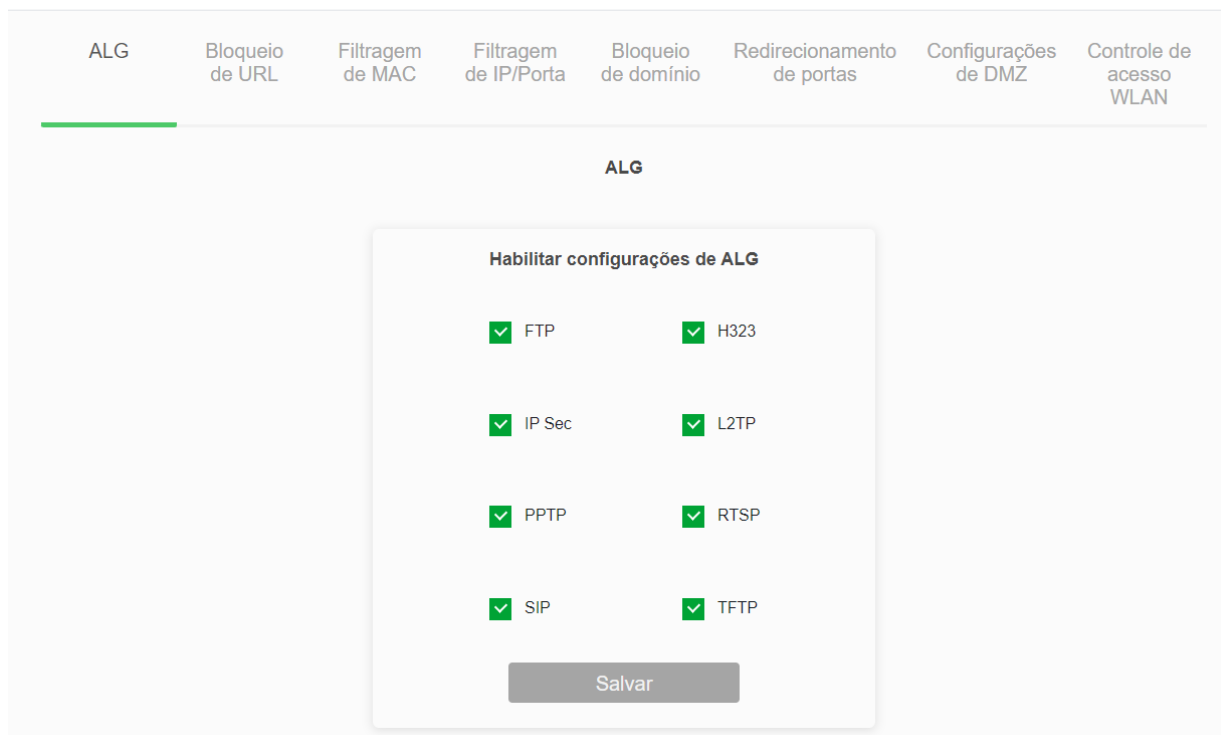 ALG
Bloqueio
de URL
Filtragem
de MAC
Filtragem
de IP/Porta
Bloqueio
de domínio
Redirecionamento
de portas
Configurações
de DMZ
Controle de
acesso
WLAN
ALG
Habilitar configurações de ALG
FTP
H323
IP Sec
L2TP
PPTP
RTSP
SIP
TFTP
Salvar